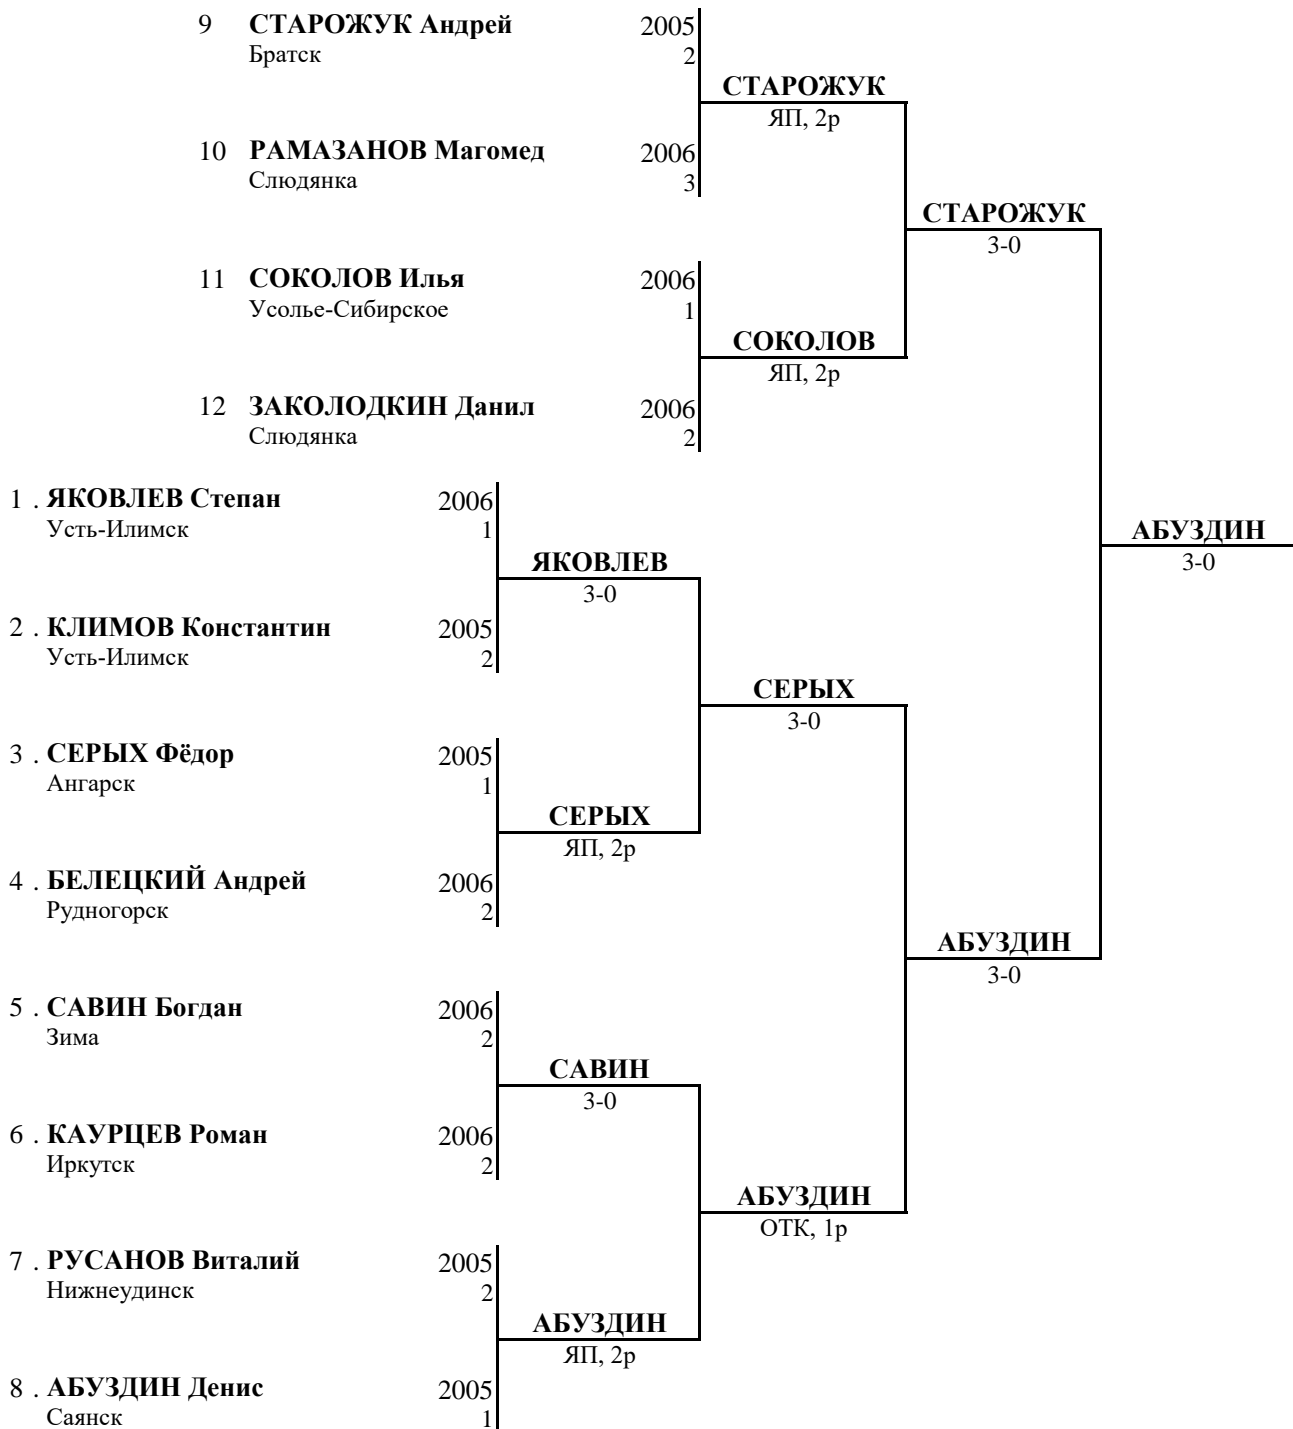 9 СТАРОЖУК Андрей 2005
Братск 2
СТАРОЖУК
ЯП, 2р
10 РАМАЗАНОВ Магомед 2006
Слюдянка 3
СТАРОЖУК
3-0
11 СОКОЛОВ Илья 2006
Усолье-Сибирское 1
СОКОЛОВ
ЯП, 2р
12 ЗАКОЛОДКИН Данил 2006
Слюдянка 2
1 . ЯКОВЛЕВ Степан 2006
Усть-Илимск 1
АБУЗДИН
3-0
ЯКОВЛЕВ
3-0
2 . КЛИМОВ Константин 2005
Усть-Илимск 2
СЕРЫХ
3-0
3 . СЕРЫХ Фёдор 2005
Ангарск 1
СЕРЫХ
ЯП, 2р
4 . БЕЛЕЦКИЙ Андрей 2006
Рудногорск 2
АБУЗДИН
3-0
5 . САВИН Богдан 2006
Зима 2
САВИН
3-0
6 . КАУРЦЕВ Роман 2006
Иркутск 2
АБУЗДИН
ОТК, 1р
7 . РУСАНОВ Виталий 2005
Нижнеудинск 2
АБУЗДИН
ЯП, 2р
8 . АБУЗДИН Денис 2005
Саянск 1